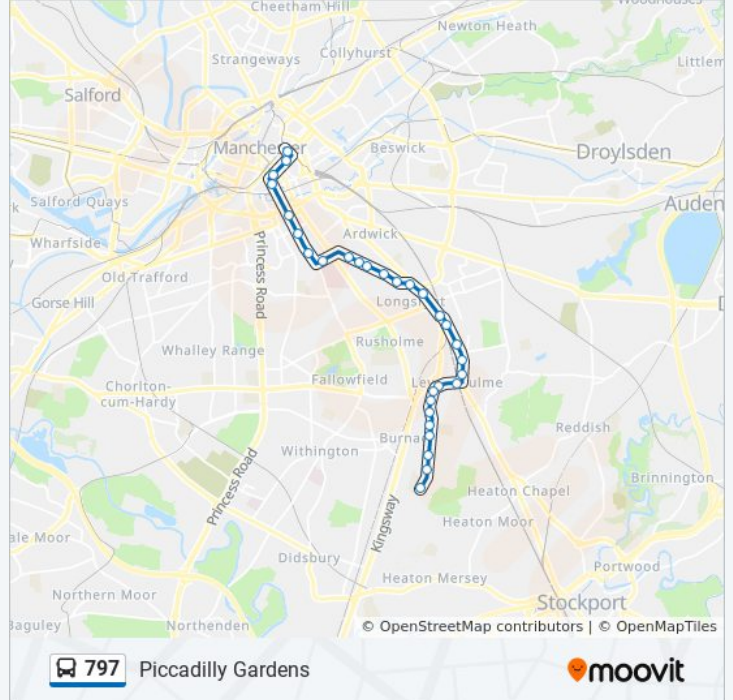 Cheetham Hill
Woodhouses
Newton Heath
Collyhurst
Strangeways
Salford
Manchester
Beswick
Droylsden
Salford Quays
Auden
Ardwick
Wharfside
Princess Road
Old Trafford
Longsight
Gorse Hill
Rusholme
Whalley Range
Fallowfield
Levenshulme
Chorlton-
cum-Hardy
Reddish
Burnag
Withington
Brinnington
Princess Road
Heaton Chapel
Kingsway
Heaton Moor
ale Moor
Didsbury
Portwood
Heaton Mersey
Northern Moor
Stockport
Baguley
Northenden
© OpenStreetMap contributors | © OpenMapTiles
797 Piccadilly Gardens
moovit